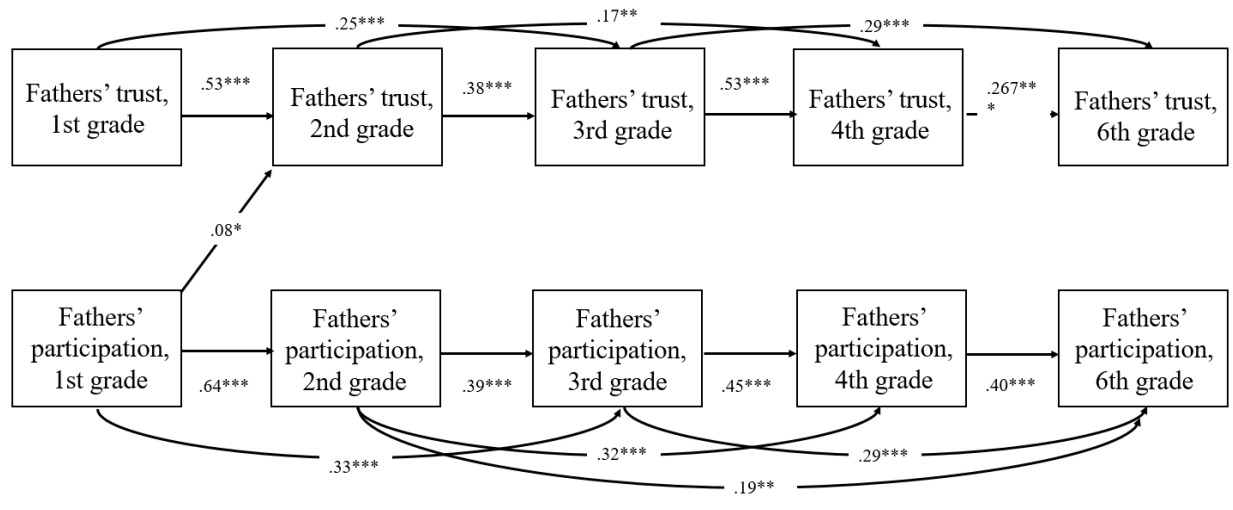 .25***
.17**
.29***
Fathers’ trust,
1st grade
.53***
Fathers’ trust,
2nd grade
.38***
Fathers’ trust,
3rd grade
.53***
Fathers’ trust,
4th grade
.267**
*
Fathers’ trust,
6th grade
.08*
Fathers’
participation,
1st grade
.64***
Fathers’
participation,
2nd grade
.39***
Fathers’
participation,
3rd grade
.45***
Fathers’
participation,
4th grade
.40***
Fathers’
participation,
6th grade
.33***
.32***
.29***
.19**